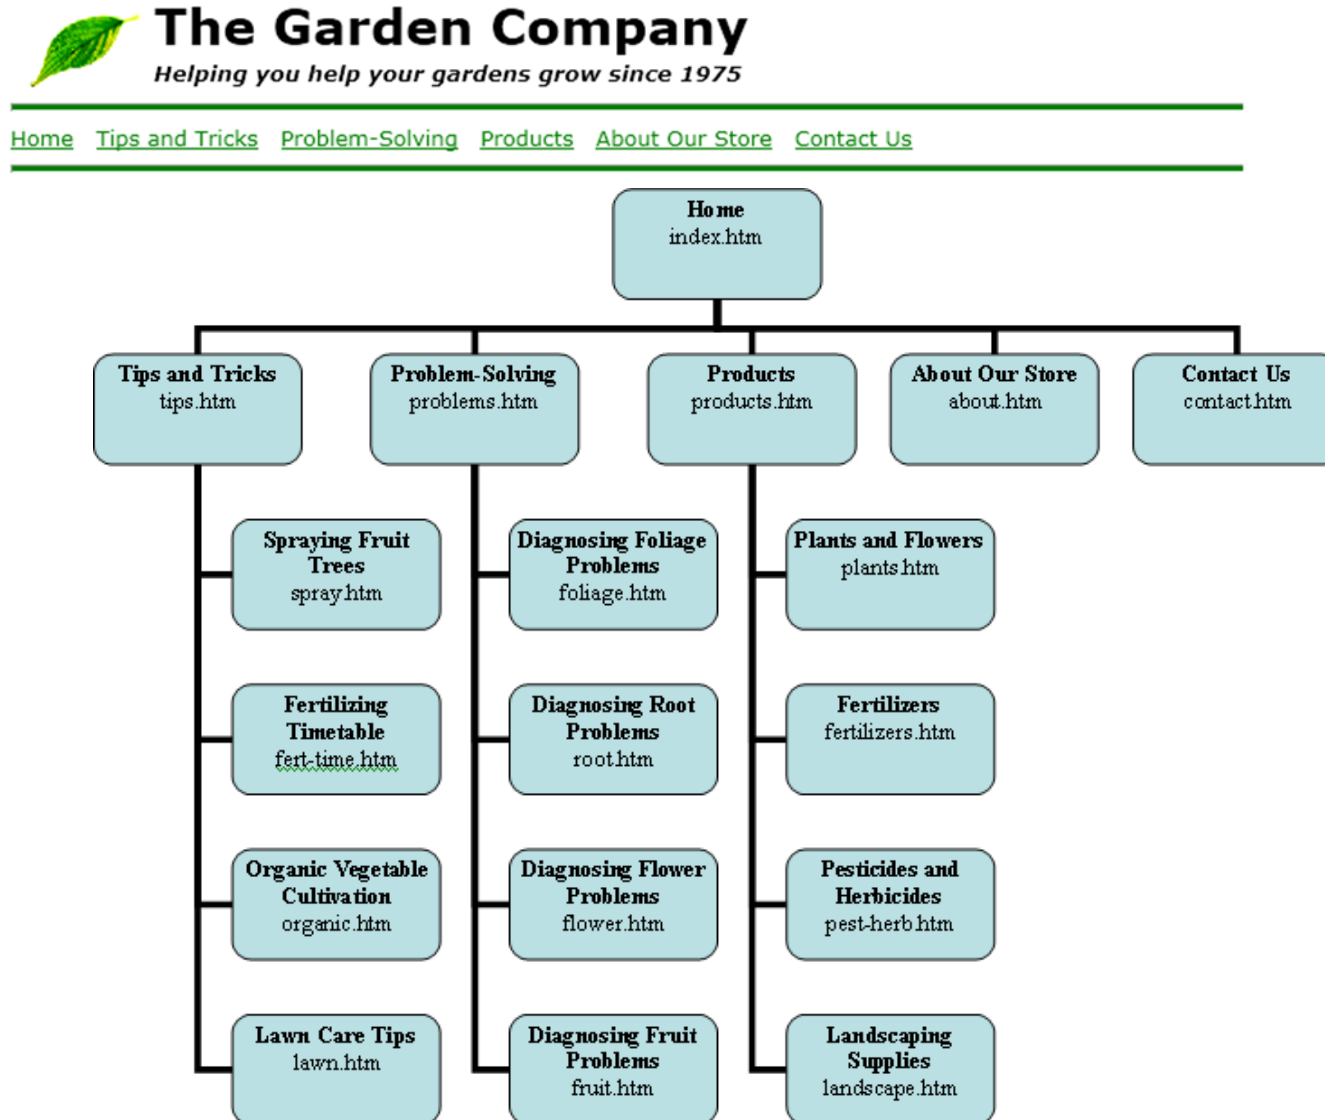 The Garden Company
Helping you help your gardens grow since 1975
Home Tips and Tricks Problem-Solving Products About Our Store Contact Us
Home
index.htm
Tips and Tricks
tips.htm
Problem-Solving
problems.htm
Products
products.htm
About Our Store
about.htm
Contact Us
contact.htm
Spraying Fruit
Trees
spray.htm
Diagnosing Foliage
Problems
foliage.htm
Plants and Flowers
plants.htm
Fertilizing
Timetable
fert-time.htm
Diagnosing Root
Problems
root.htm
Fertilizers
fertilizers.htm
Organic Vegetable
Cultivation
organic.htm
Diagnosing Flower
Problems
flower.htm
Pesticides and
Herbicides
pest-herb.htm
Lawn Care Tips
lawn.htm
Diagnosing Fruit
Problems
fruit.htm
Landscaping
Supplies
landscape.htm